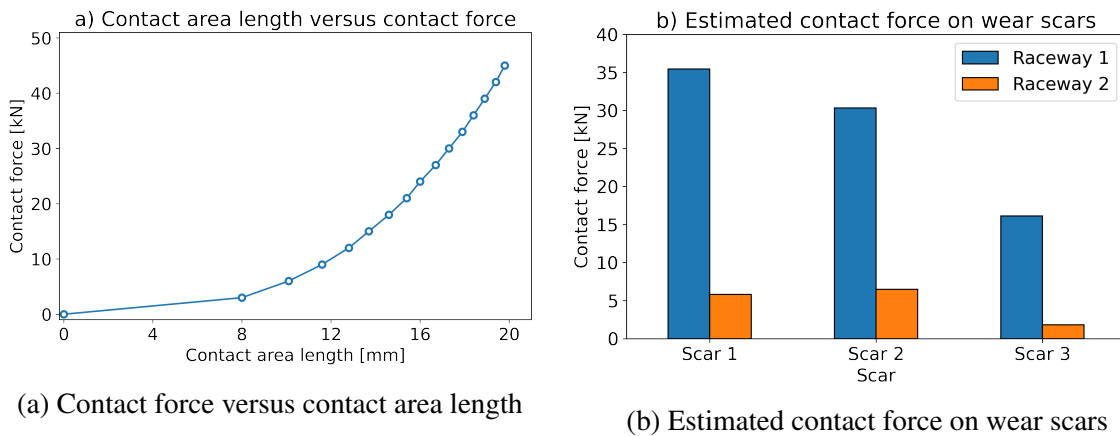 a) Contact area length versus contact force
Contact force [kN]
50
40
30
20
10
0
0 4 8 12 16 20
Contact area length [mm]
(a) Contact force versus contact area length
b) Estimated contact force on wear scars
Contact force [kN]
40
35
30
25
20
15
10
5
0
Raceway 1
Raceway 2
Scar 1 Scar 2 Scar 3
Scar
(b) Estimated contact force on wear scars